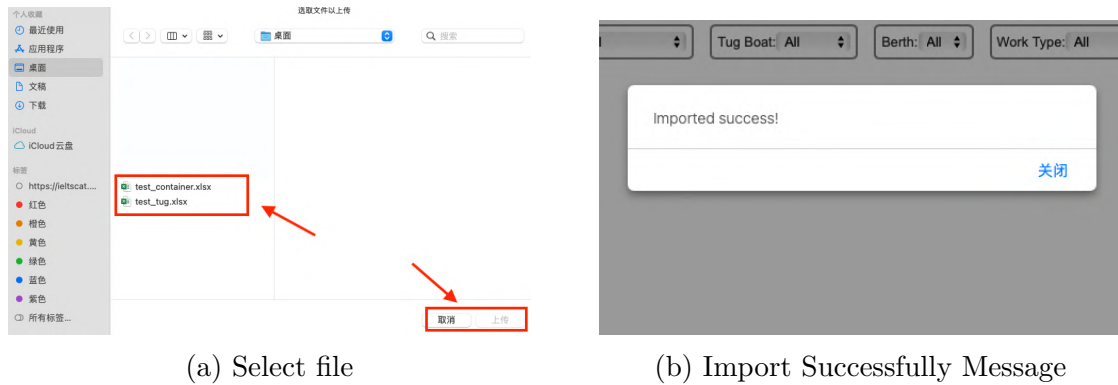 选取文件以上传
个人收藏
最近使用
应用程序
桌面
文稿
下载
iCloud
iCloud云盘
标签
https://ieltscat....
红色
橙色
黄色
绿色
蓝色
紫色
所有标签...
桌面
搜索
test_container.xlsx
test_tug.xlsx
取消 上传
(a) Select file
Tug Boat: All Berth: All Work Type: All
Imported success!
关闭
(b) Import Successfully Message